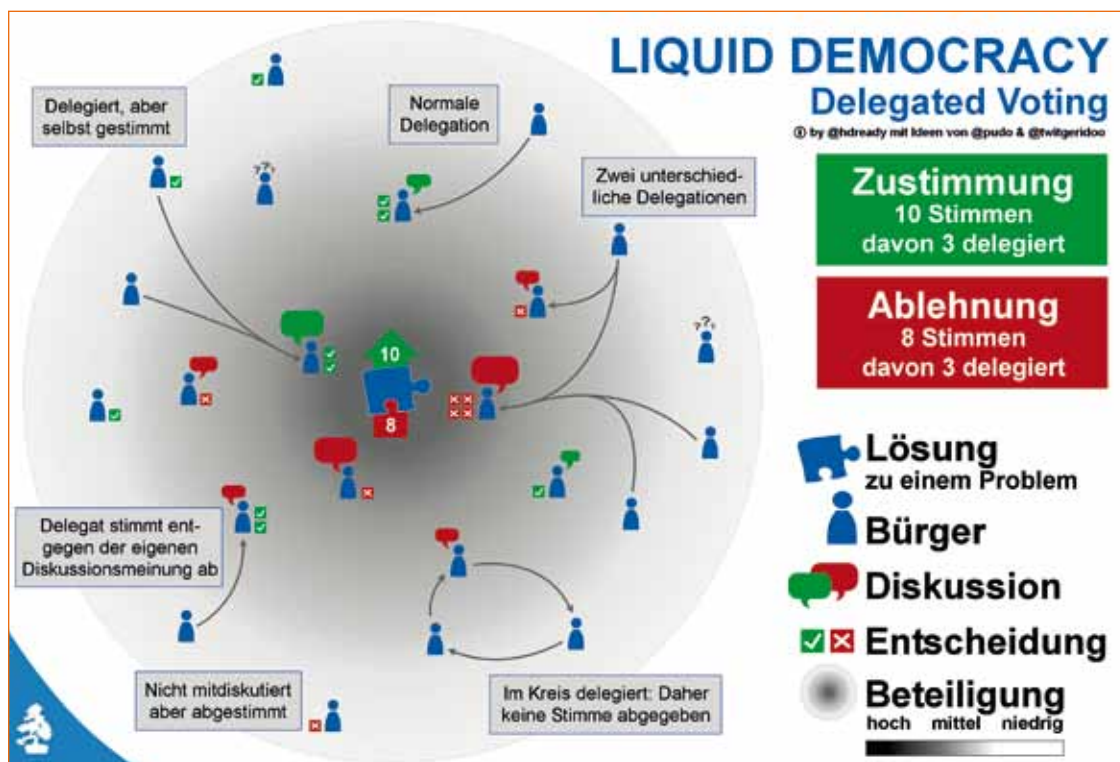 LIQUID DEMOCRACY
Delegated Voting
by @hdready mit Ideen von @pudo & @twitgeridoo
Delegiert, aber
selbst gestimmt
Normale
Delegation
Zwei unterschied-
liche Delegationen
???
???
10
8
Delegat stimmt ent-
gegen der eigenen
Diskussionsmeinung ab
Nicht mitdiskutiert
aber abgestimmt
Im Kreis delegiert: Daher
keine Stimme abgegeben
Zustimmung
10 Stimmen
davon 3 delegiert
Ablehnung
8 Stimmen
davon 3 delegiert
Lösung
zu einem Problem
Bürger
Diskussion
Entscheidung
Beteiligung
hoch mittel niedrig